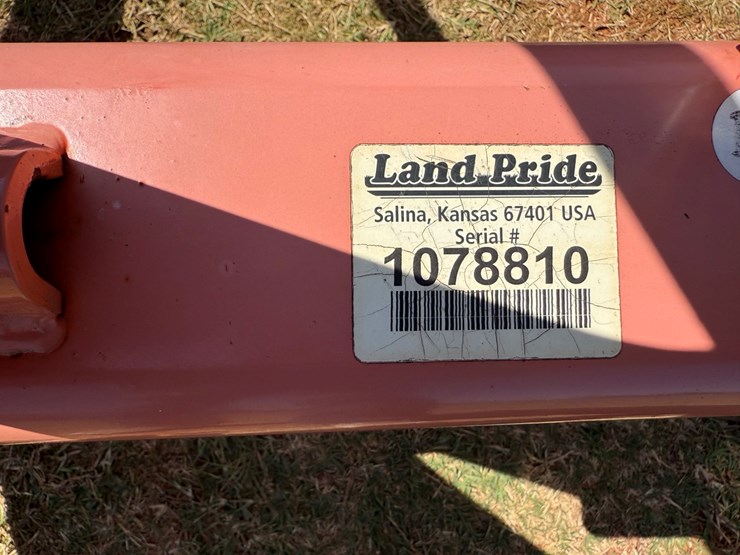 Land Pride
Salina, Kansas 67401 USA
Serial #
1078810